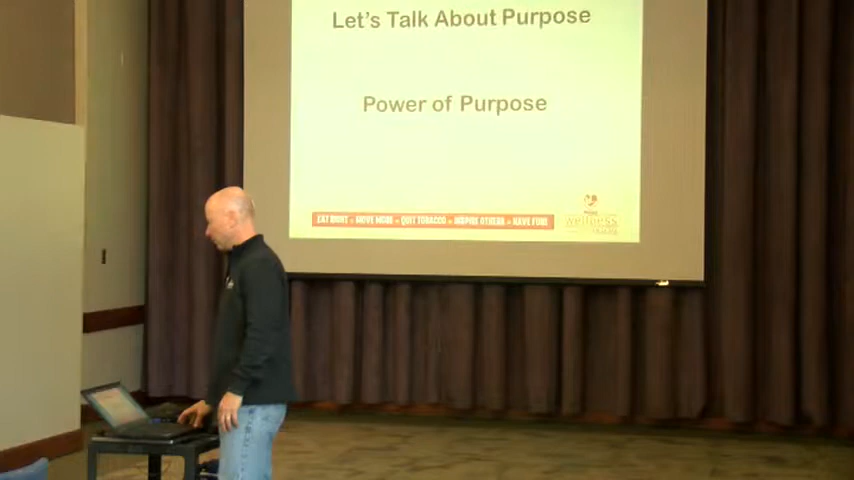 Let's Talk About Purpose
Power of Purpose
EAT RIGHT • MOVE MORE • QUIT TOBACCO • INSPIRE OTHERS • HAVE FUN!
wellness